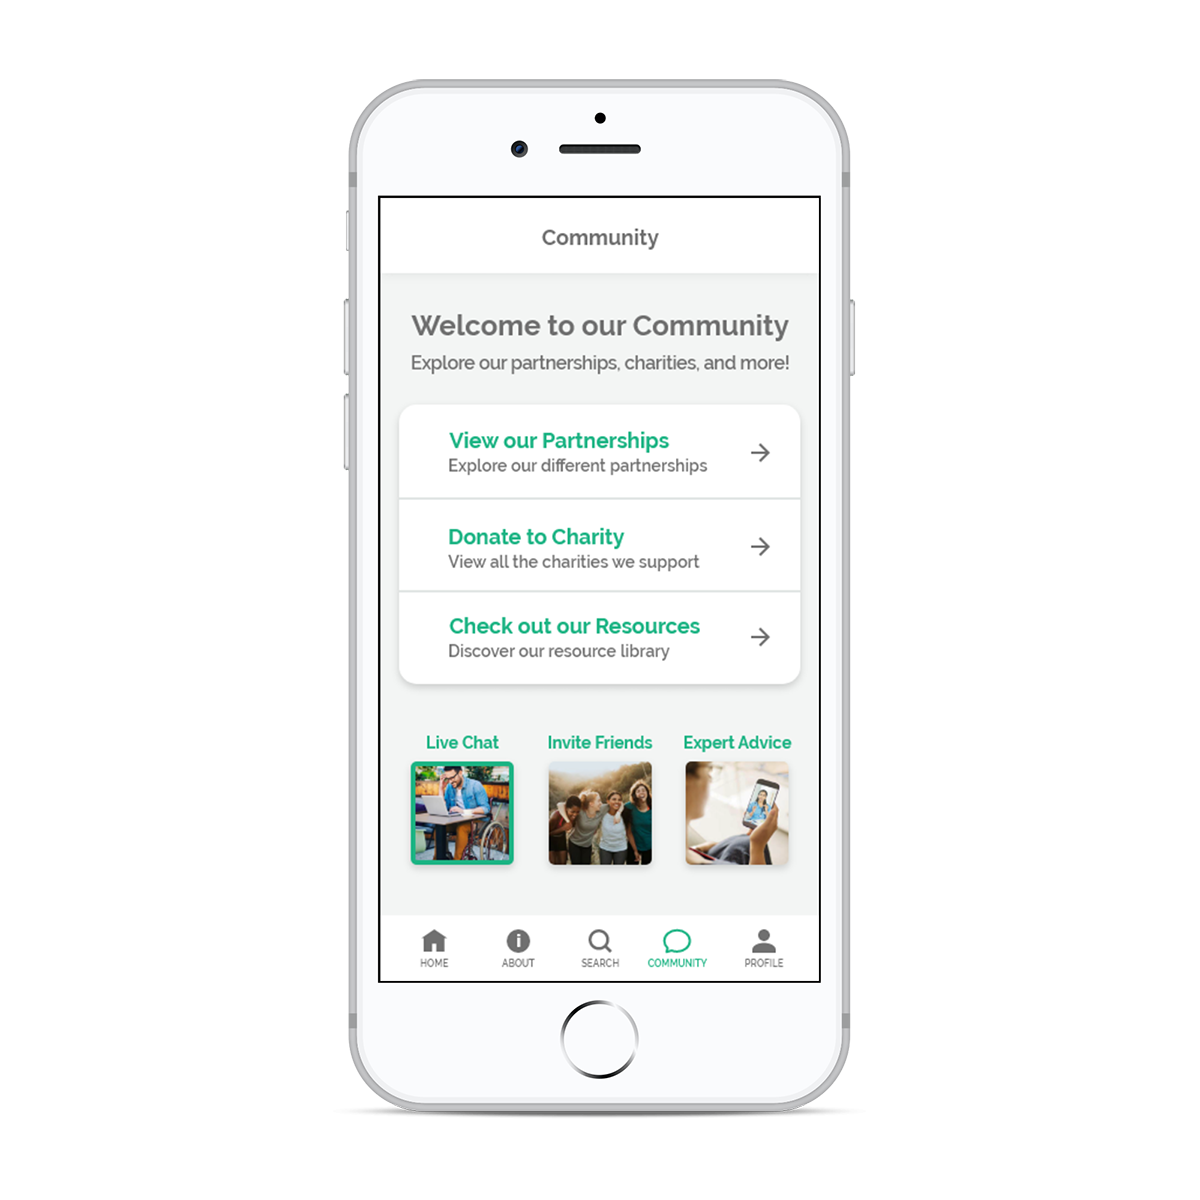 Community
Welcome to our Community
Explore our partnerships, charities, and more!
View our Partnerships
Explore our different partnerships
Donate to Charity
View all the charities we support
Check out our Resources
Discover our resource library
Live Chat Invite Friends Expert Advice
HOME ABOUT SEARCH COMMUNITY PROFILE